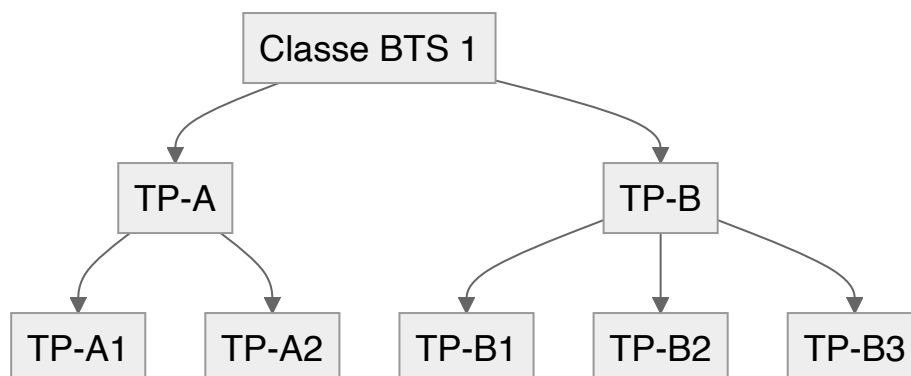 Classe BTS 1
TP-A
TP-B
TP-A1
TP-A2
TP-B1
TP-B2
TP-B3